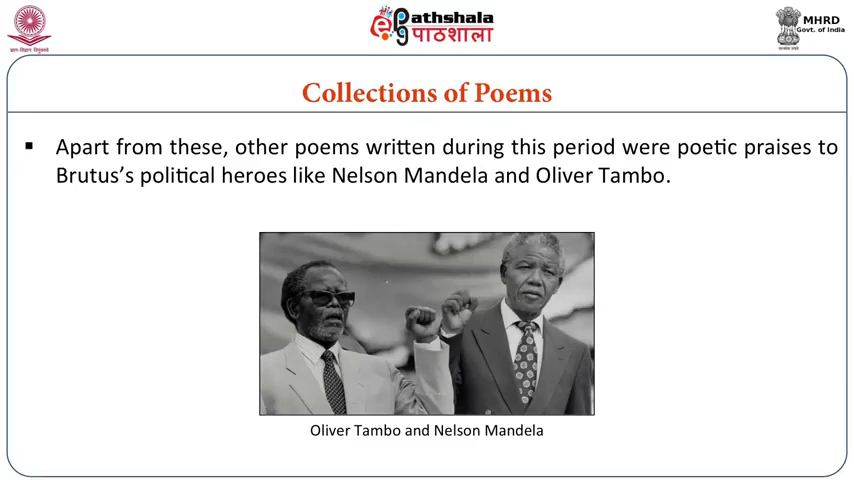 ePathshala
पाठशाला
MHRD
Govt. of India
Collections of Poems
▪ Apart from these, other poems written during this period were poetic praises to
Brutus’s political heroes like Nelson Mandela and Oliver Tambo.
Oliver Tambo and Nelson Mandela